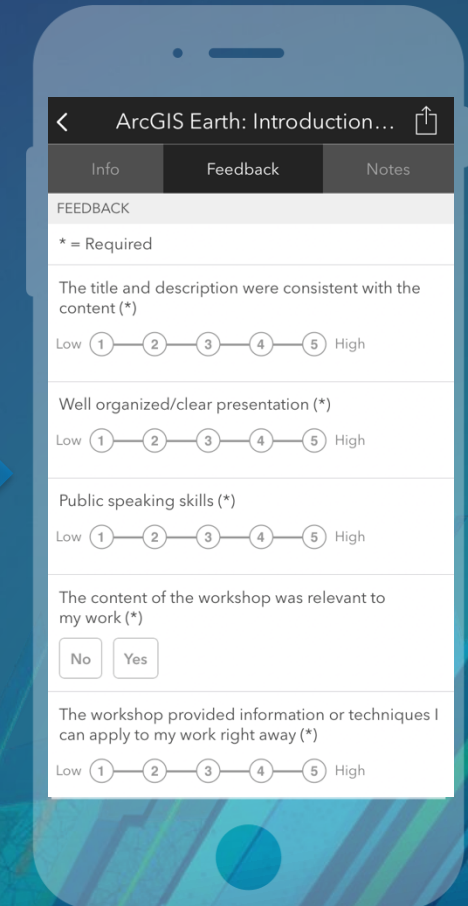 ArcGIS Earth: Introduction...
Info Feedback Notes
FEEDBACK
* = Required
The title and description were consistent with the
content (*)
Low 1 2 3 4 5 High
Well organized/clear presentation (*)
Low 1 2 3 4 5 High
Public speaking skills (*)
Low 1 2 3 4 5 High
The content of the workshop was relevant to
my work (*)
No Yes
The workshop provided information or techniques I
can apply to my work right away (*)
Low 1 2 3 4 5 High